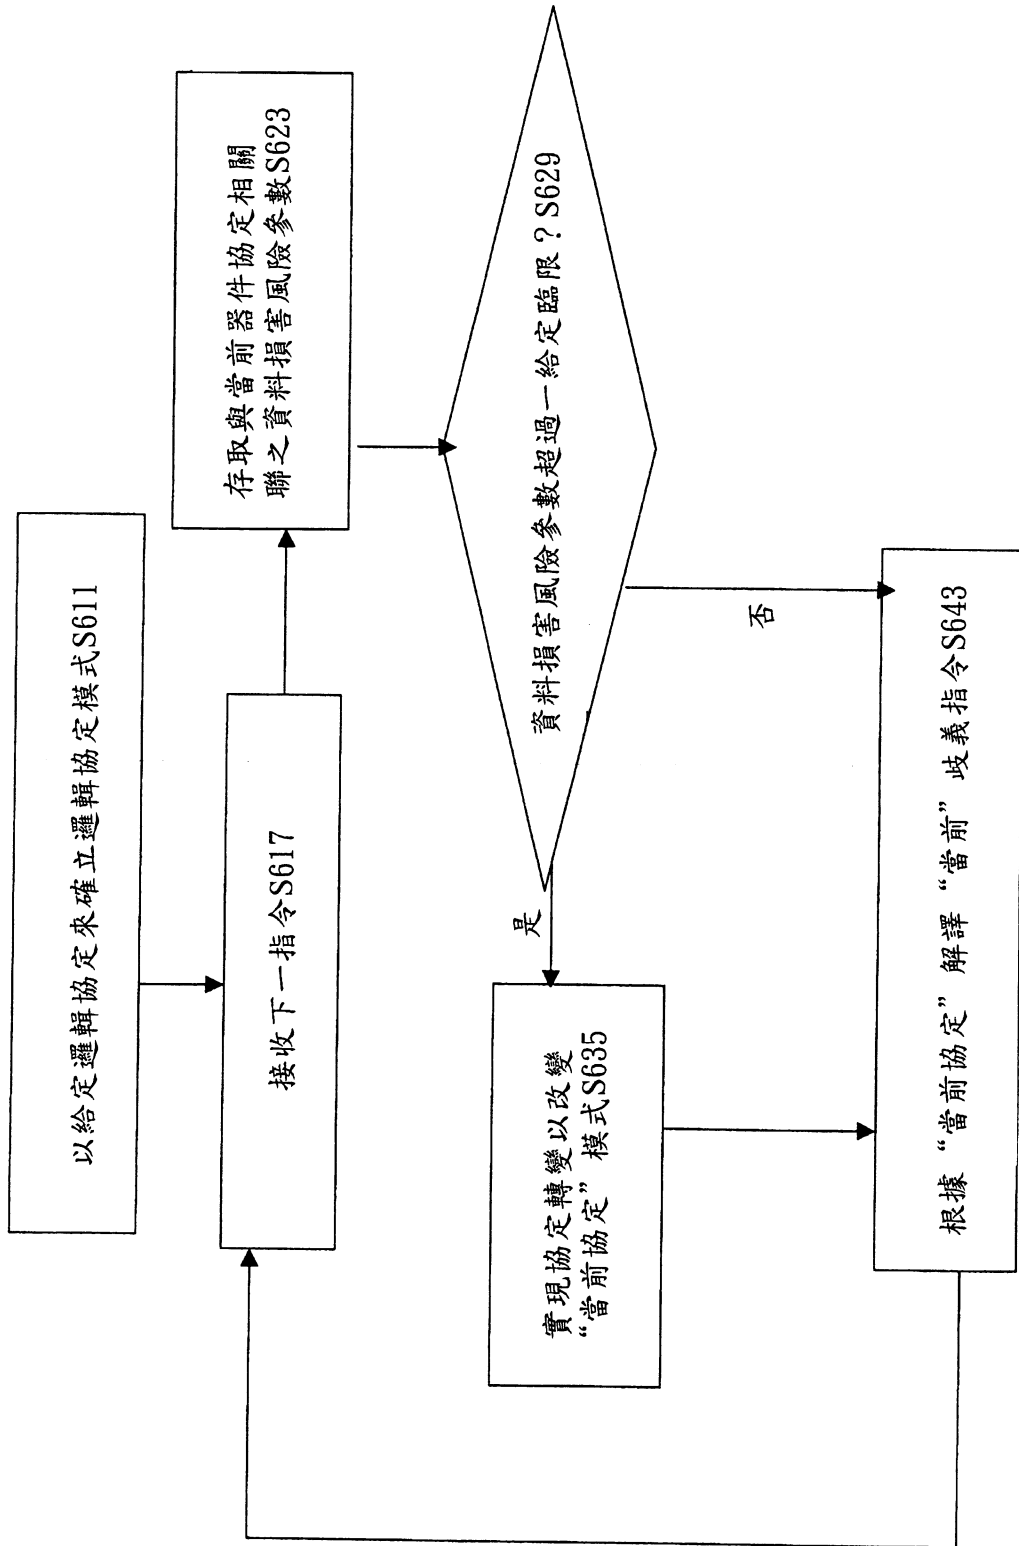 以給定邏輯協定來確立邏輯協定模式S611
接收下一指令S617
存取與當前器件協定相關
聯之資料損害風險參數S623
資料損害風險參數超過一給定臨限？S629
是
否
實現協定轉變以改變
“當前協定”模式S635
根據“當前協定”解譯“當前”歧義指令S643